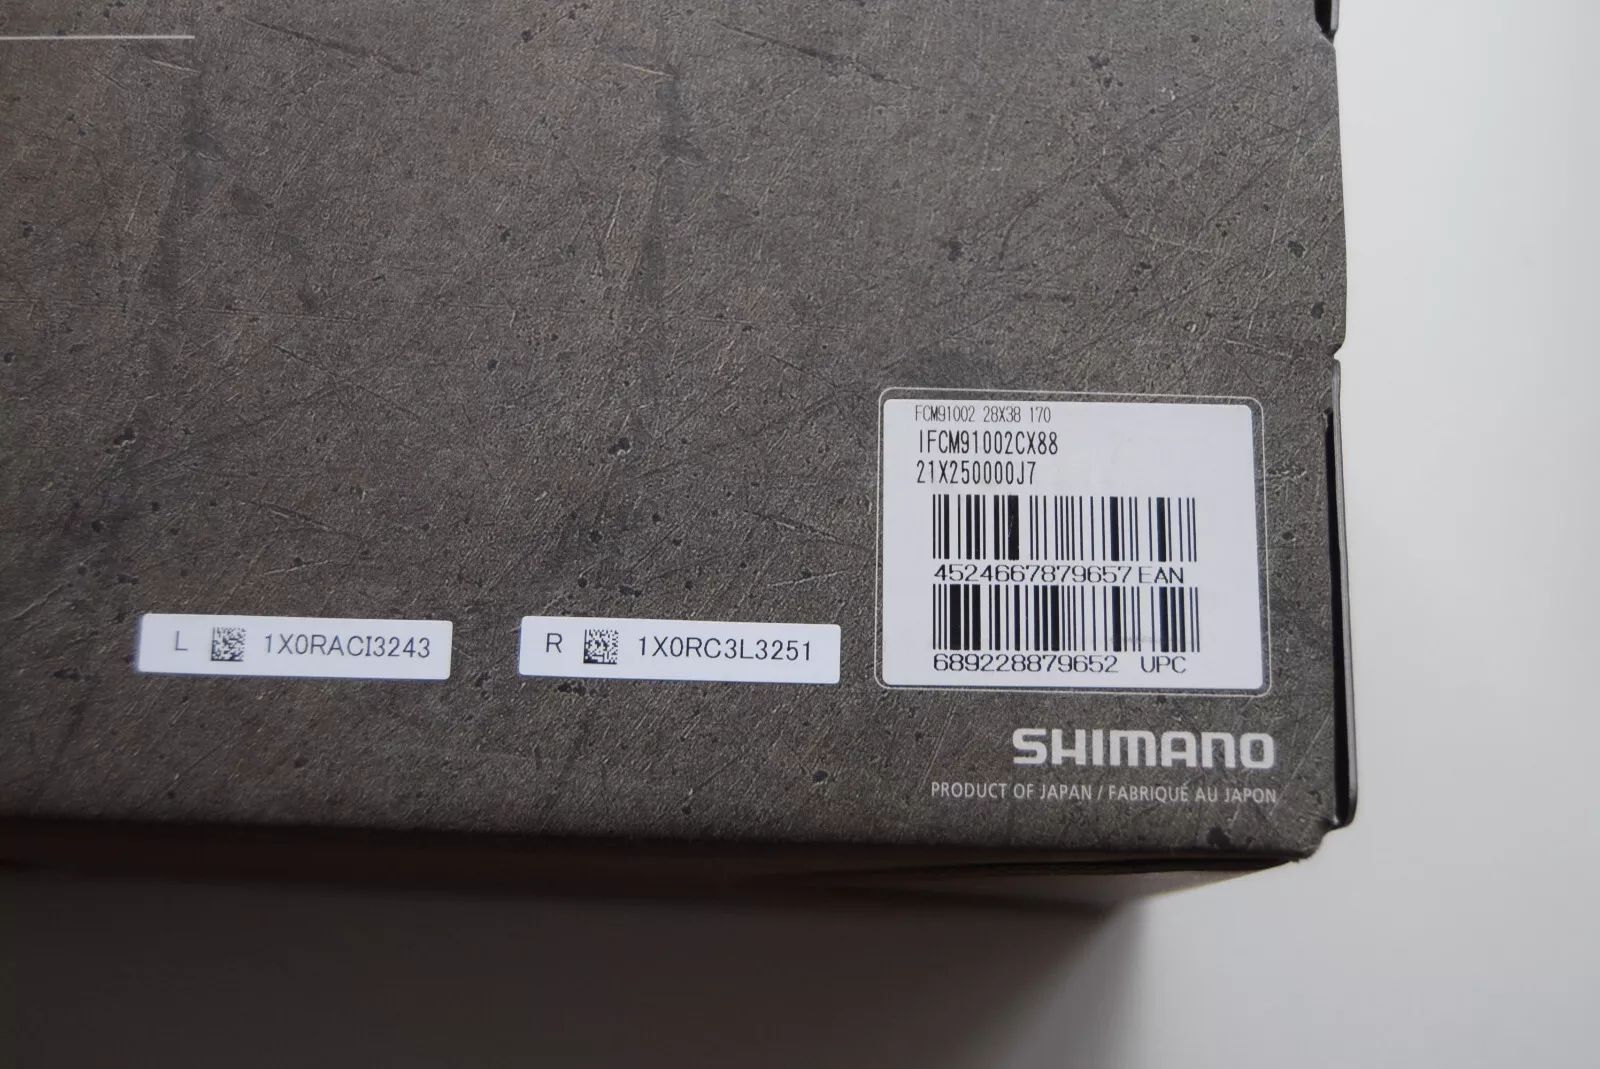 FCM91002 28X38 170
IFCM91002CX88
21X250000J7
4524667879657 EAN
689228879652 UPC
L 1X0RACI3243
R 1X0RC3L3251
SHIMANO
PRODUCT OF JAPAN / FABRIQUÉ AU JAPON